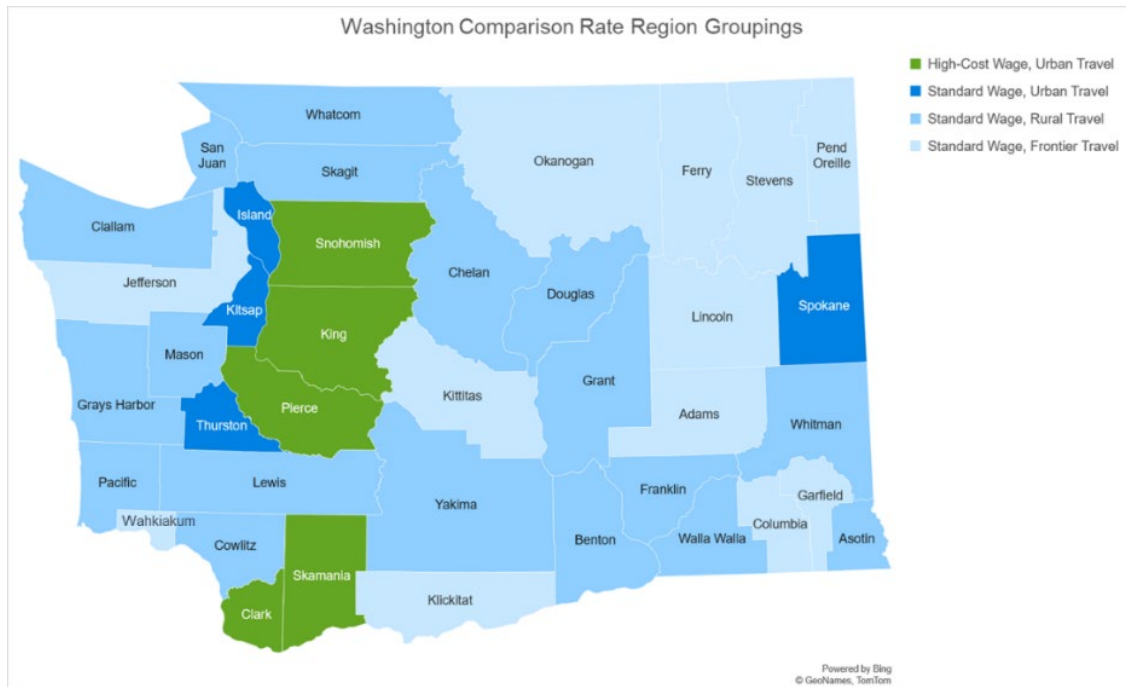 Washington Comparison Rate Region Groupings
High-Cost Wage, Urban Travel
Standard Wage, Urban Travel
Standard Wage, Rural Travel
Standard Wage, Frontier Travel
Whatcom
San
Juan
Skagit
Okanogan
Ferry
Stevens
Pend
Oreille
Island
Clallam
Snohomish
Jefferson
Chelan
Douglas
Kitsap
Lincoln
Spokane
King
Mason
Grant
Kittitas
Grays Harbor
Pierce
Adams
Thurston
Whitman
Pacific
Lewis
Yakima
Franklin
Garfield
Wahkiakum
Columbia
Cowlitz
Benton
Walla Walla
Asotin
Skamania
Klickitat
Clark
Powered by Bing
© GeoNames, TomTom